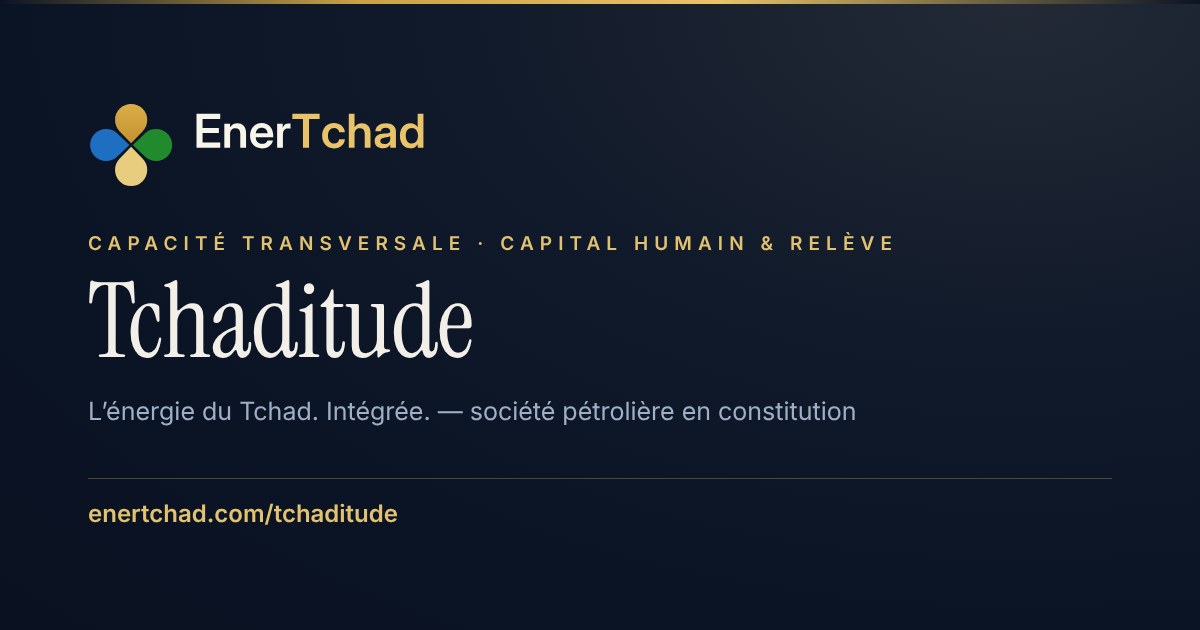 EnerTchad
CAPACITÉ TRANSVERSALE · CAPITAL HUMAIN & RELÈVE
Tchaditude
L’énergie du Tchad. Intégrée. — société pétrolière en constitution
enertchad.com/tchaditude